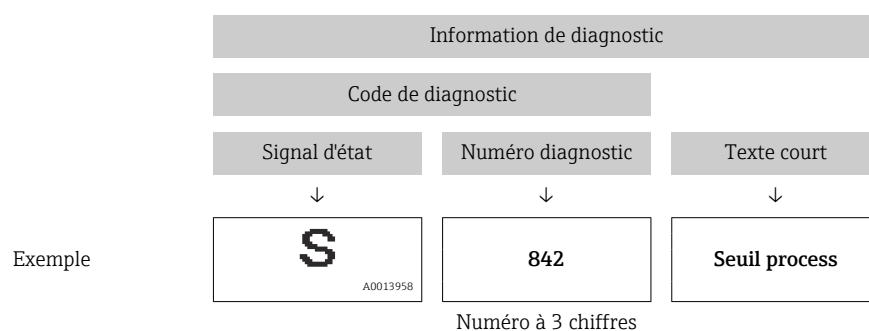 Information de diagnostic
Code de diagnostic
Signal d'état Numéro diagnostic Texte court
↓ ↓ ↓
Exemple S 842 Seuil process
A0013958
Numéro à 3 chiffres